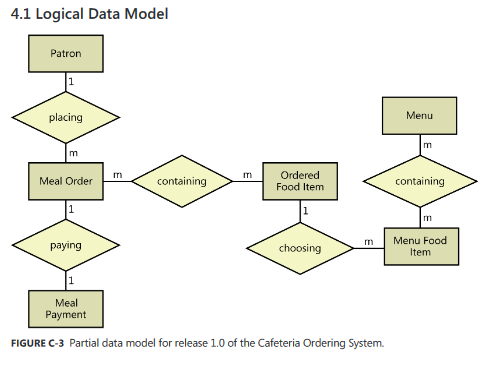 4.1 Logical Data Model
Patron
1
placing
Menu
m
m
Meal Order
m
containing
m
Ordered
Food Item
containing
1
1
m
paying
choosing
m
Menu Food
Item
1
Meal
Payment
FIGURE C-3 Partial data model for release 1.0 of the Cafeteria Ordering System.